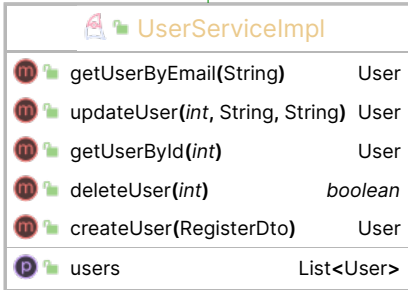 UserServiceImpl
m getUserByEmail(String) User
m updateUser(int, String, String) User
m getUserById(int) User
m deleteUser(int) boolean
m createUser(RegisterDto) User
p users List<User>